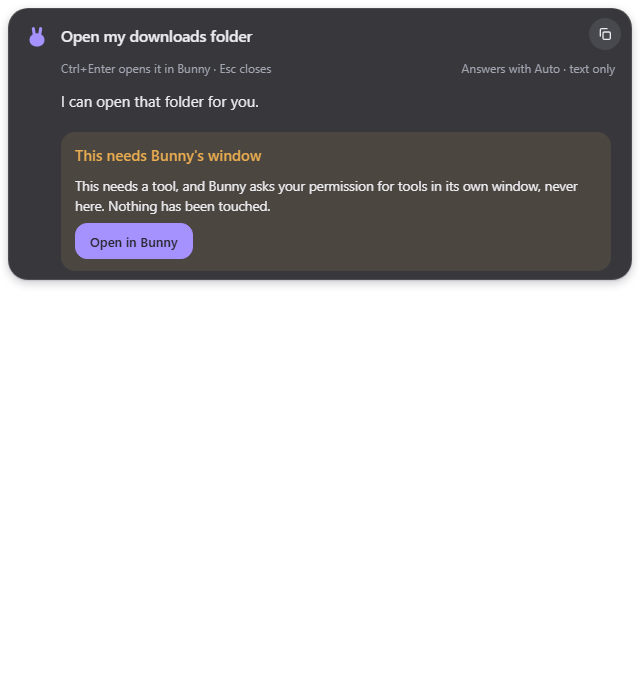 Open my downloads folder
Ctrl+Enter opens it in Bunny · Esc closes
Answers with Auto · text only
I can open that folder for you.
This needs Bunny's window
This needs a tool, and Bunny asks your permission for tools in its own window, never
here. Nothing has been touched.
Open in Bunny